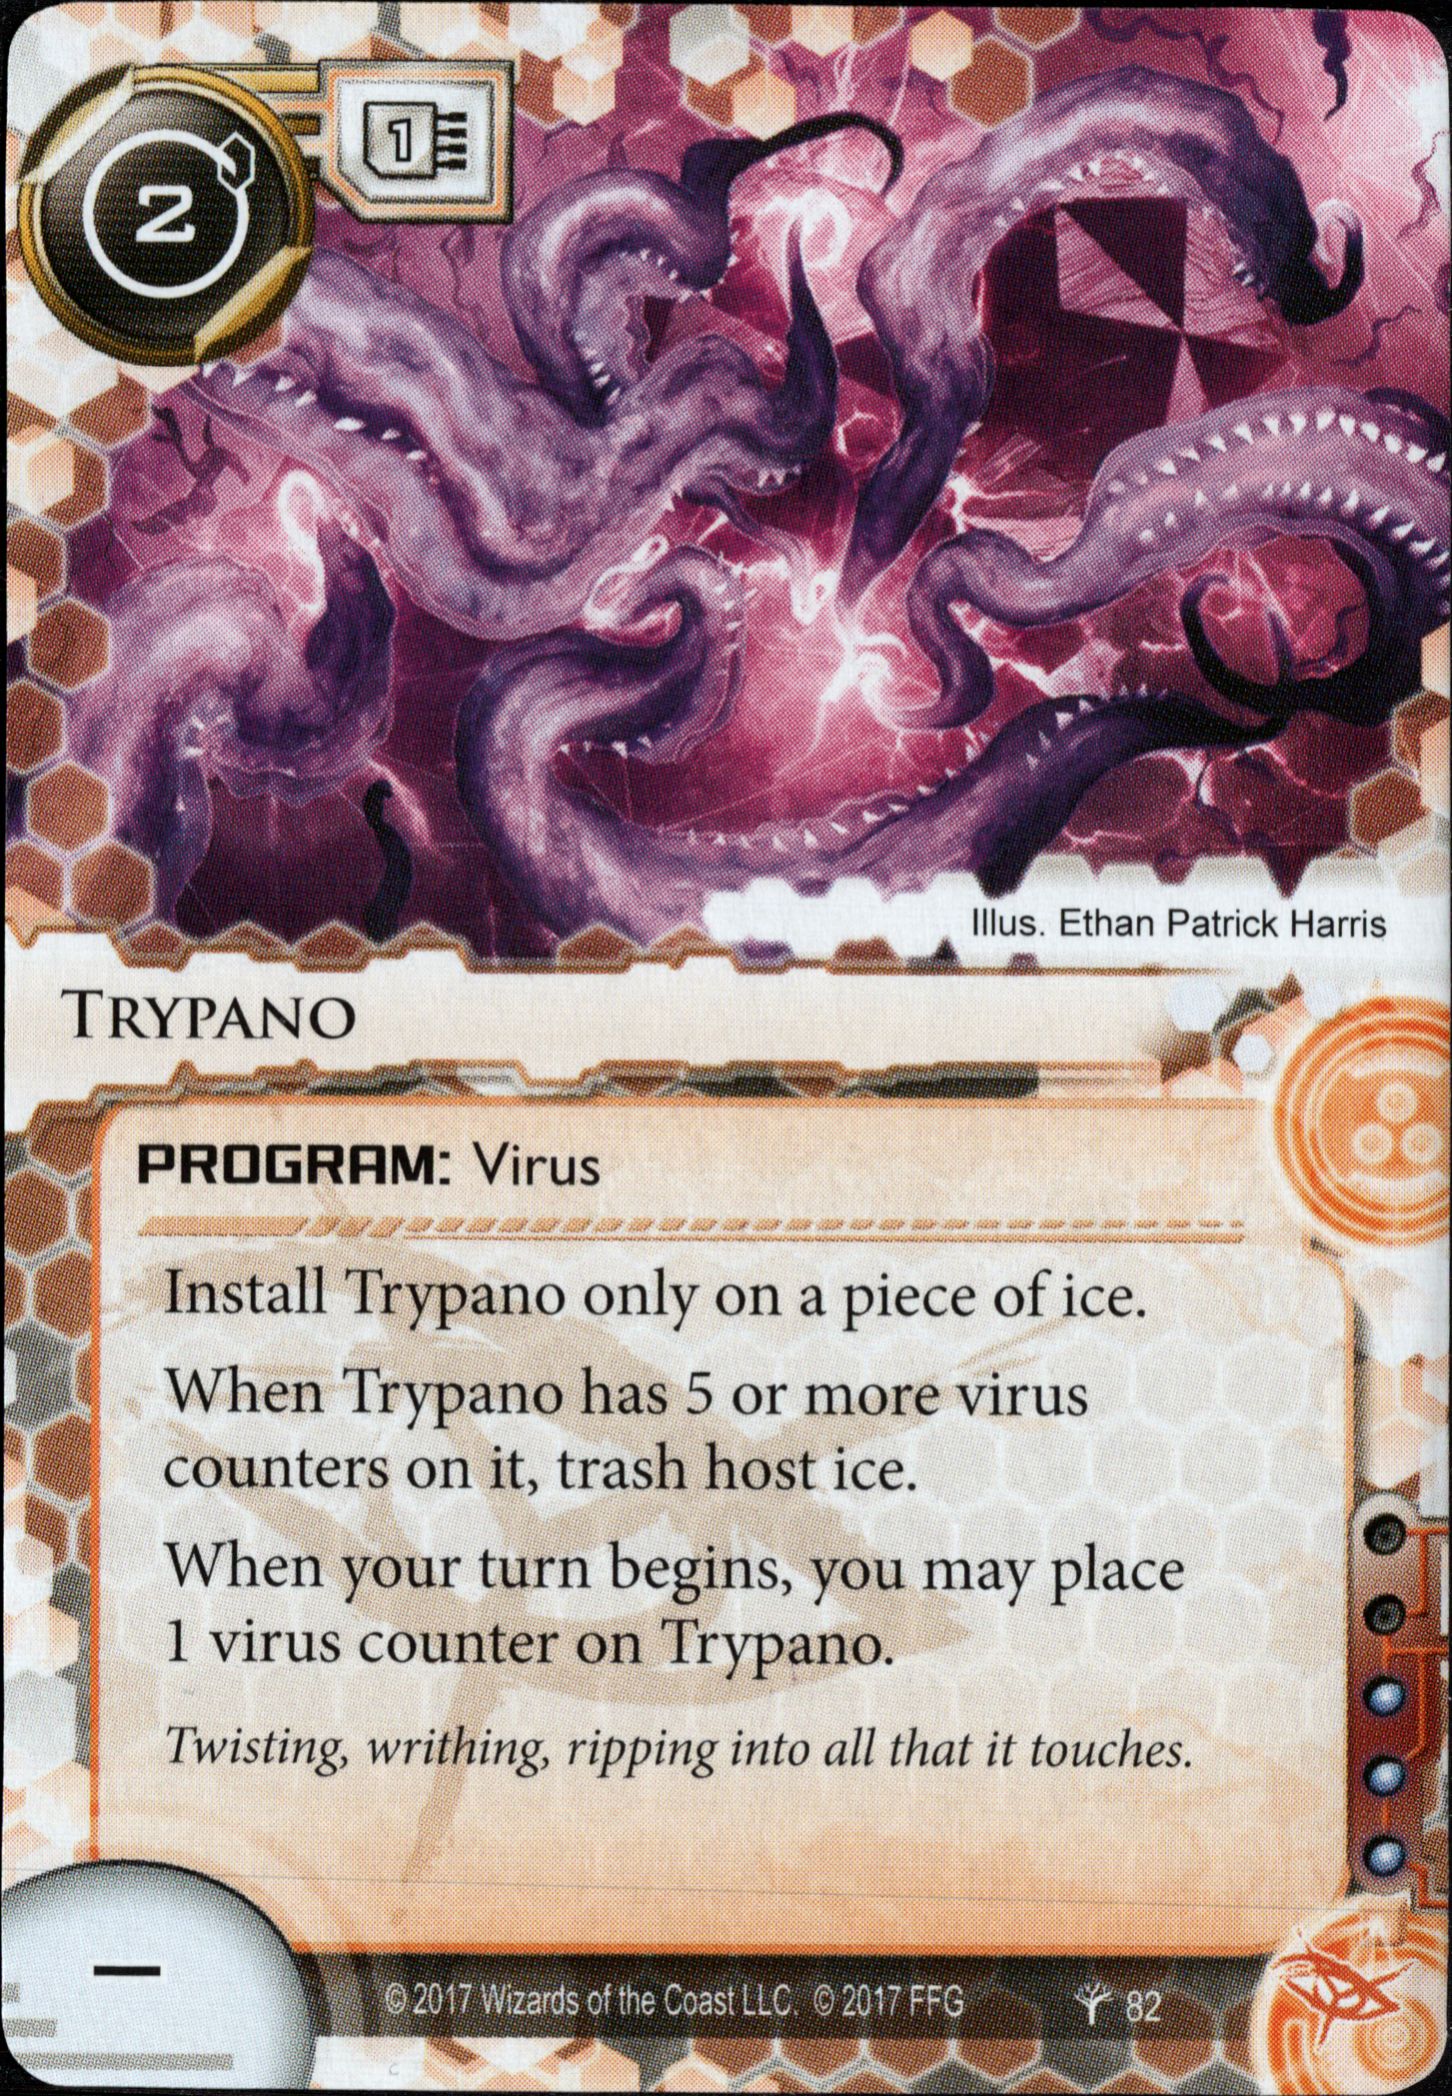 2
1
Illus. Ethan Patrick Harris
TRYPANO
PROGRAM: Virus
Install Trypano only on a piece of ice.
When Trypano has 5 or more virus
counters on it, trash host ice.
When your turn begins, you may place
1 virus counter on Trypano.
Twisting, writhing, ripping into all that it touches.
–
© 2017 Wizards of the Coast LLC. © 2017 FFG 82